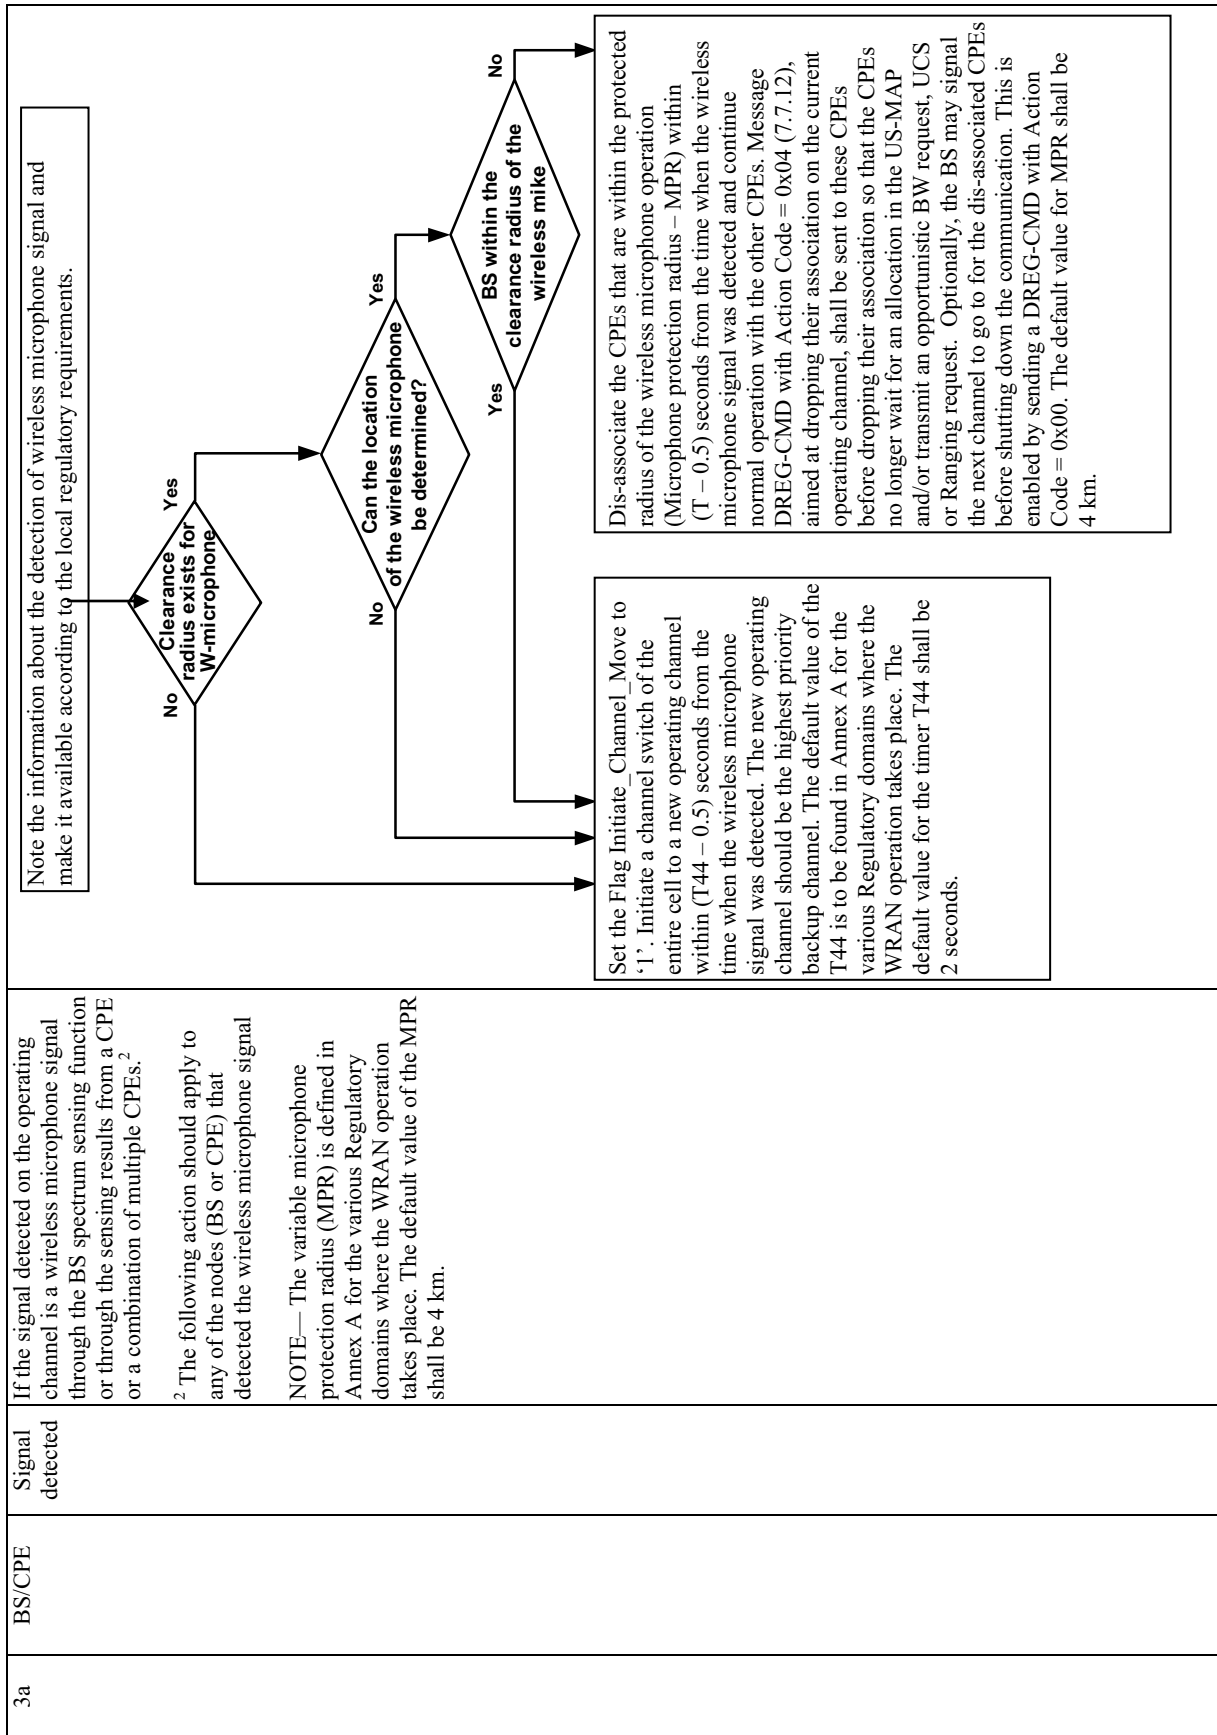 3a
BS/CPE
Signal
detected
If the signal detected on the operating
channel is a wireless microphone signal
through the BS spectrum sensing function
or through the sensing results from a CPE
or a combination of multiple CPEs.2
2 The following action should apply to
any of the nodes (BS or CPE) that
detected the wireless microphone signal
NOTE— The variable microphone
protection radius (MPR) is defined in
Annex A for the various Regulatory
domains where the WRAN operation
takes place. The default value of the MPR
shall be 4 km.
Note the information about the detection of wireless microphone signal and
make it available according to the local regulatory requirements.
Clearance
radius exists for
W-microphone
No
Yes
Can the location
of the wireless microphone
be determined?
No
Yes
BS within the
clearance radius of the
wireless mike
Yes
No
Set the Flag Initiate_Channel_Move to
‘1’. Initiate a channel switch of the
entire cell to a new operating channel
within (T44 – 0.5) seconds from the
time when the wireless microphone
signal was detected. The new operating
channel should be the highest priority
backup channel. The default value of the
T44 is to be found in Annex A for the
various Regulatory domains where the
WRAN operation takes place. The
default value for the timer T44 shall be
2 seconds.
Dis-associate the CPEs that are within the protected
radius of the wireless microphone operation
(Microphone protection radius – MPR) within
(T – 0.5) seconds from the time when the wireless
microphone signal was detected and continue
normal operation with the other CPEs. Message
DREG-CMD with Action Code = 0x04 (7.7.12),
aimed at dropping their association on the current
operating channel, shall be sent to these CPEs
before dropping their association so that the CPEs
no longer wait for an allocation in the US-MAP
and/or transmit an opportunistic BW request, UCS
or Ranging request. Optionally, the BS may signal
the next channel to go to for the dis-associated CPEs
before shutting down the communication. This is
enabled by sending a DREG-CMD with Action
Code = 0x00. The default value for MPR shall be
4 km.